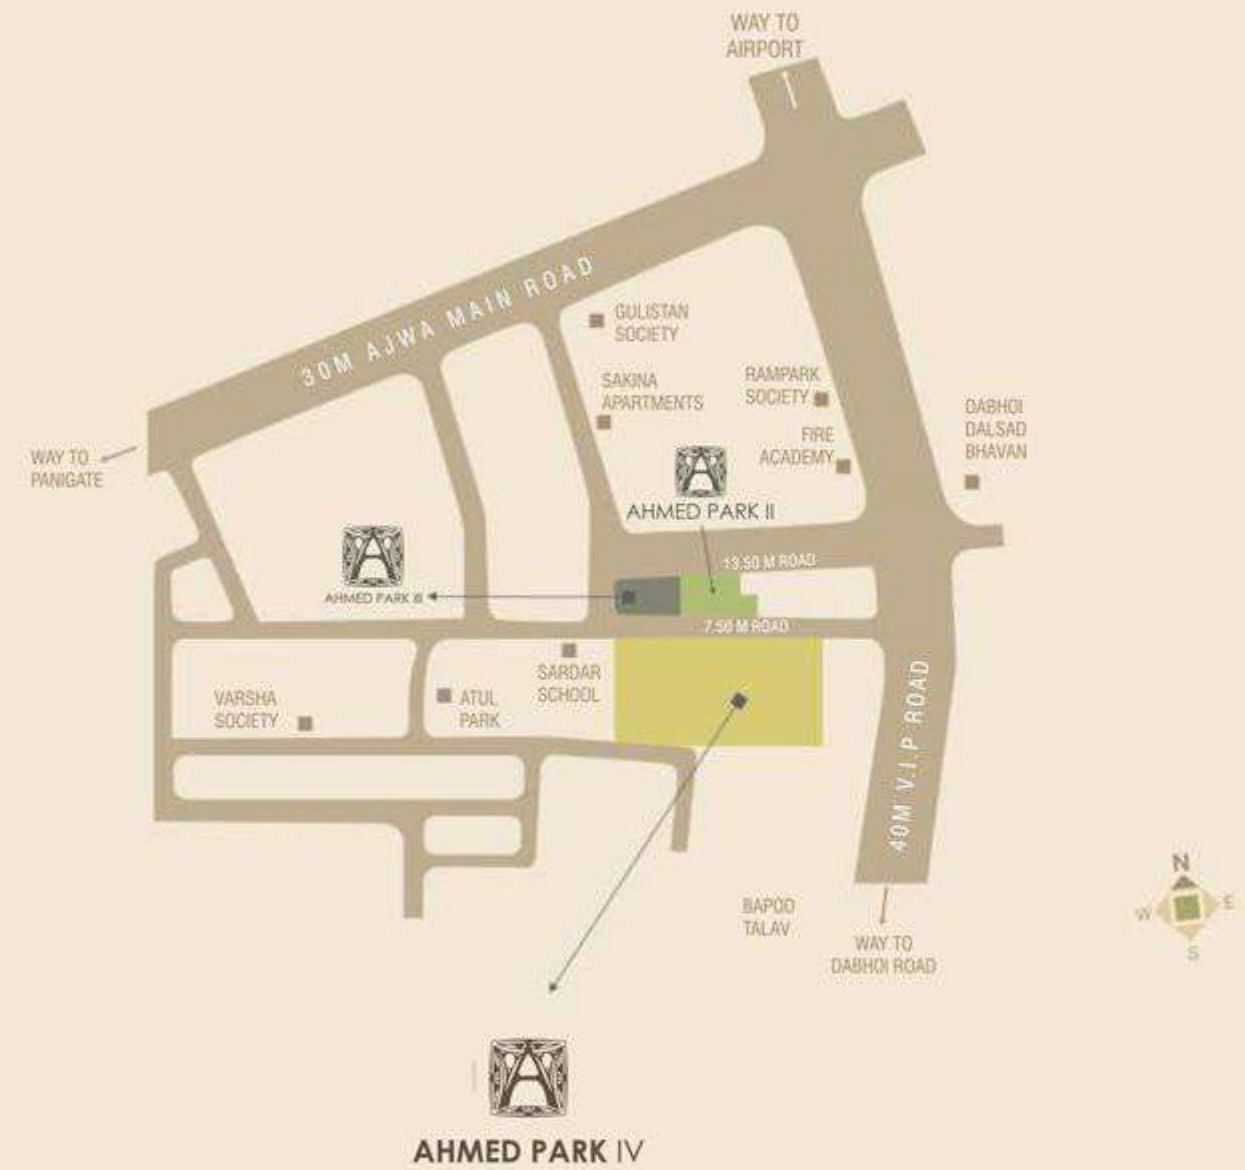 WAY TO
AIRPORT
30M AJWA MAIN ROAD
GULISTAN
SOCIETY
SAKINA
APARTMENTS
RAMPARK
SOCIETY
FIRE
ACADEMY
DABHOI
DALSAD
BHAVAN
WAY TO
PANIGATE
A
AHMED PARK II
A
AHMED PARK III
13.50 M ROAD
7.50 M ROAD
SARDAR
SCHOOL
VARSHA
SOCIETY
ATUL
PARK
40M V.I.P ROAD
BAPOD
TALAV
WAY TO
DABHOI ROAD
N
W
E
S
A
AHMED PARK IV